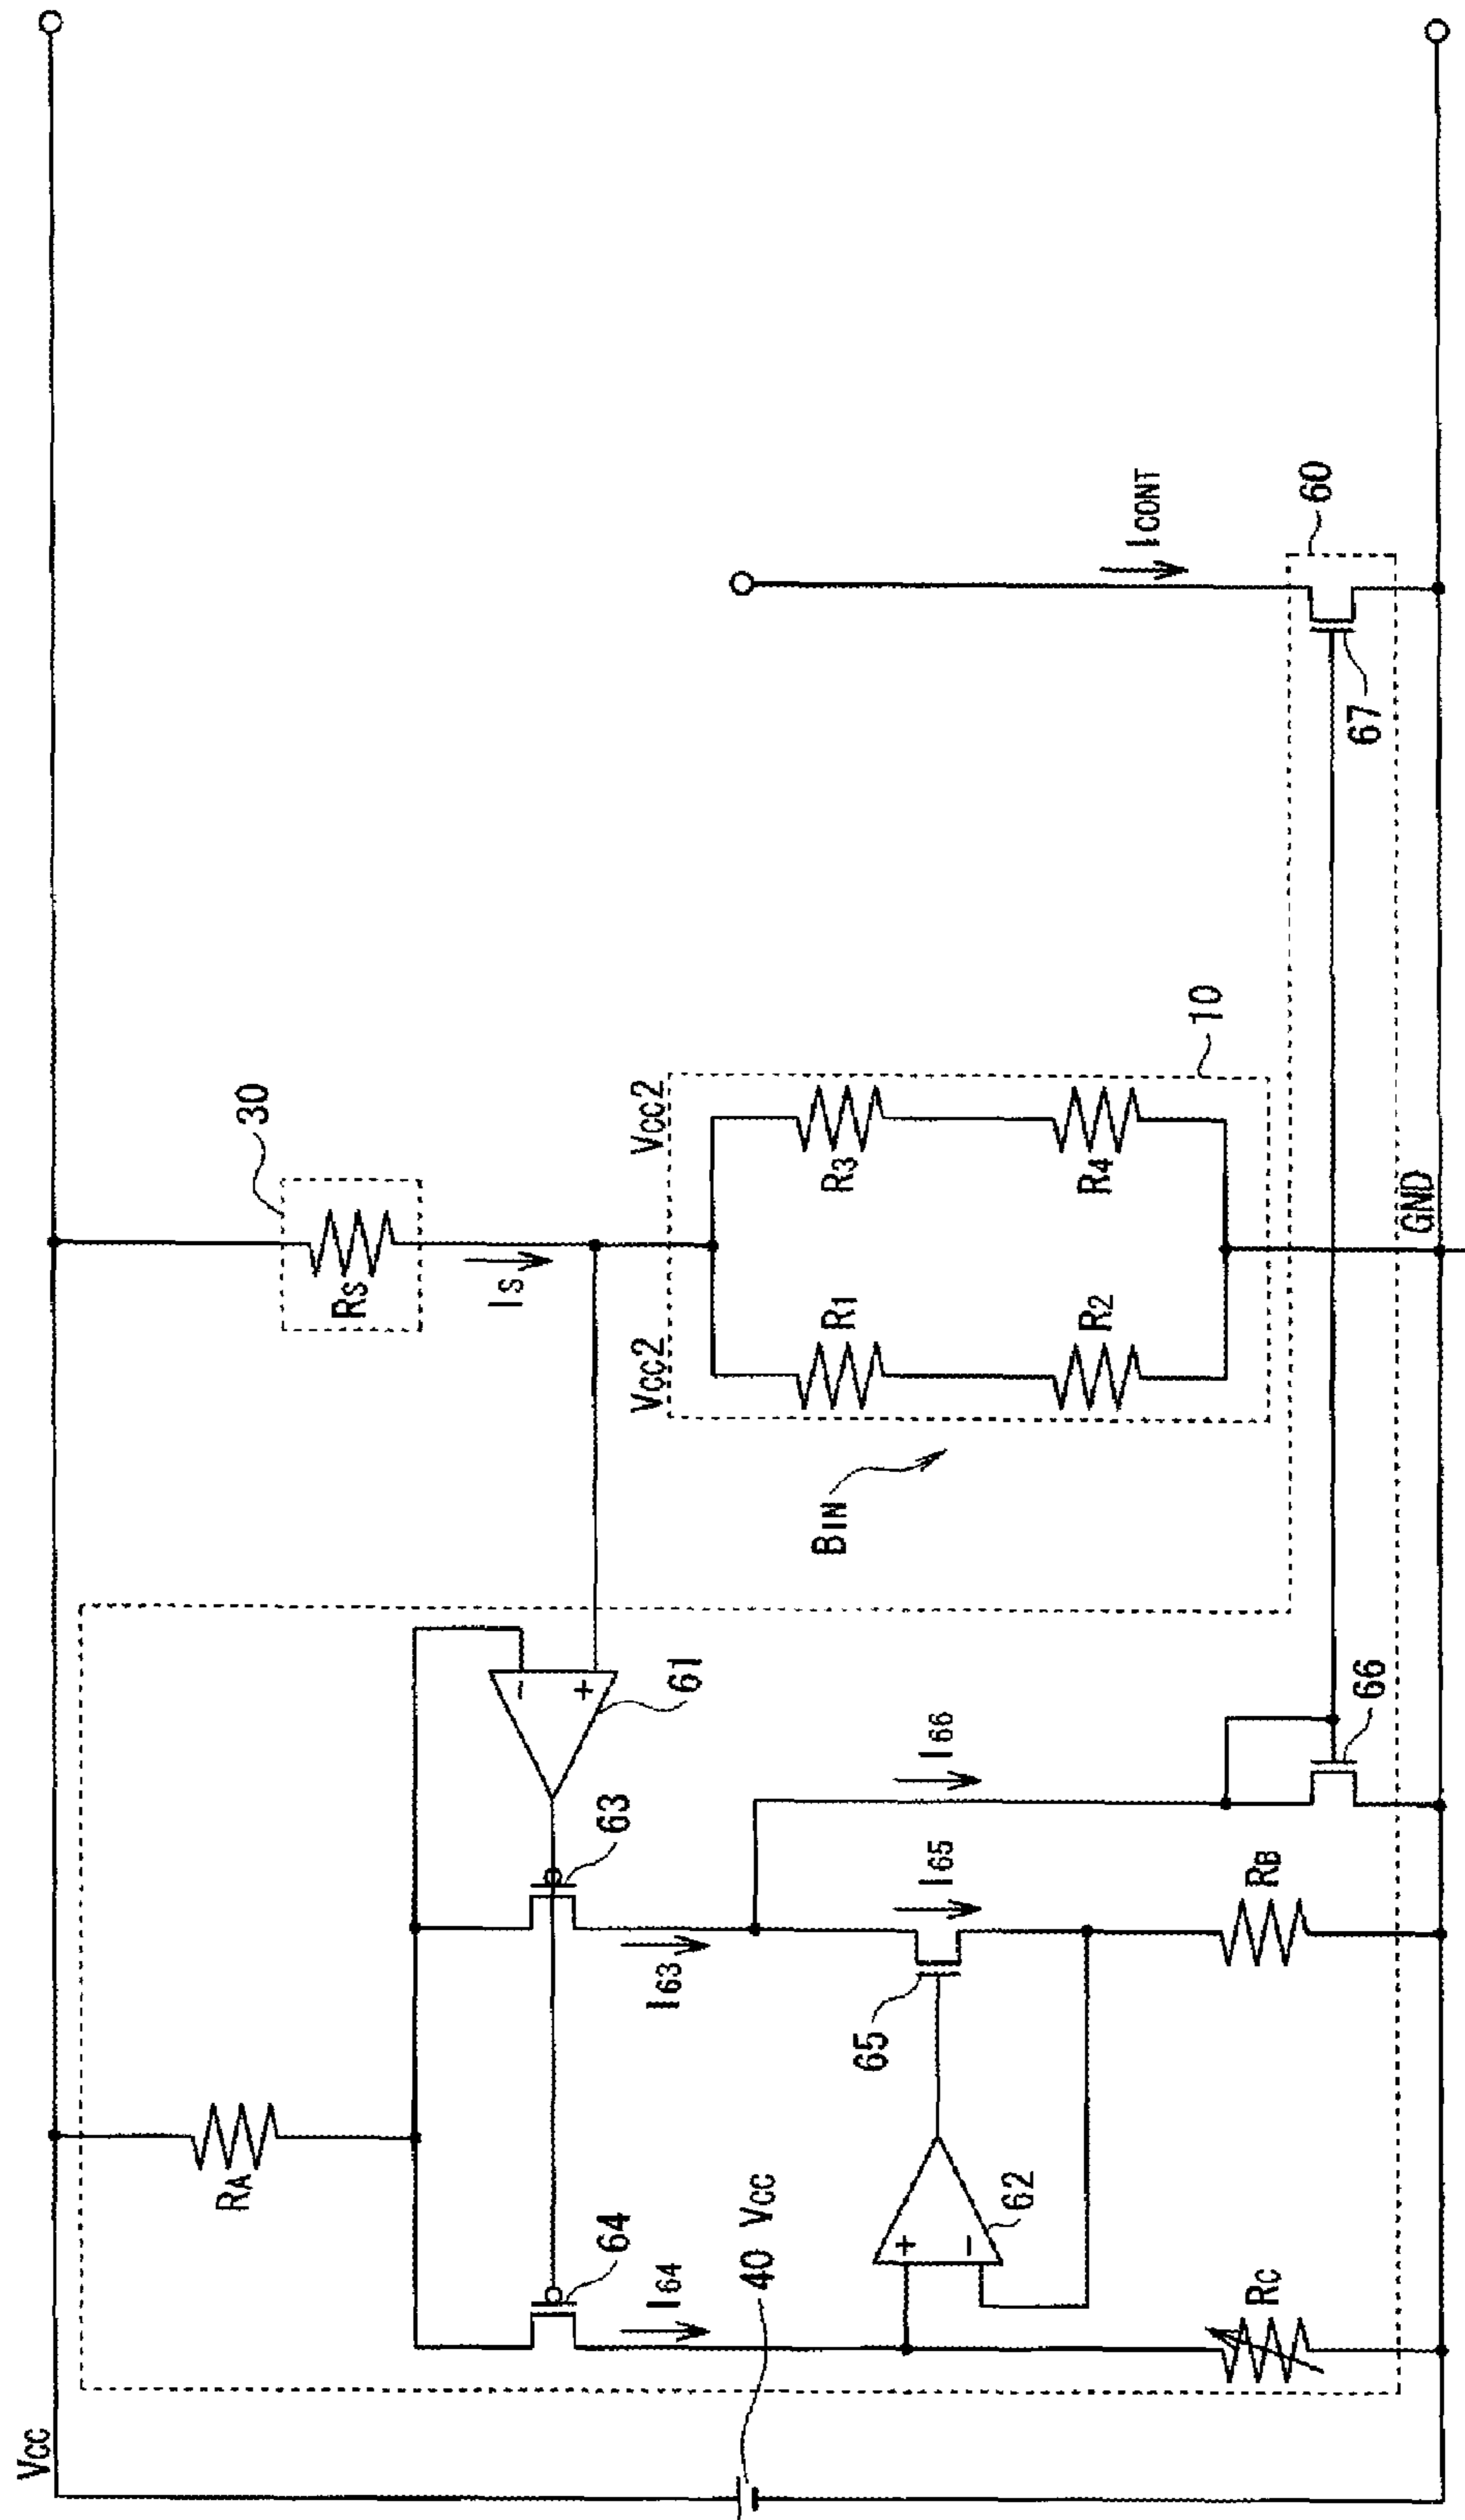 VCC
40 VCC
RA
64
I64
RC
+
−
62
65
I63
63
I65
I66
RB
−
+
61
66
BIN
30
RS
IS
VCC2
VCC2
R1
R2
R3
R4
10
GND
ICONT
60
67